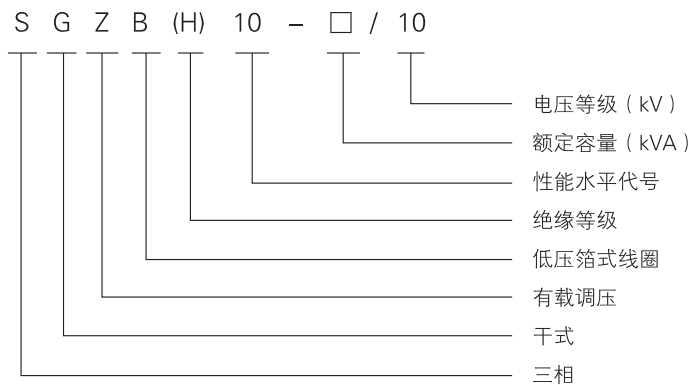 S G Z B (H) 10 – □ / 10
电压等级（kV）
额定容量（kVA）
性能水平代号
绝缘等级
低压箔式线圈
有载调压
干式
三相